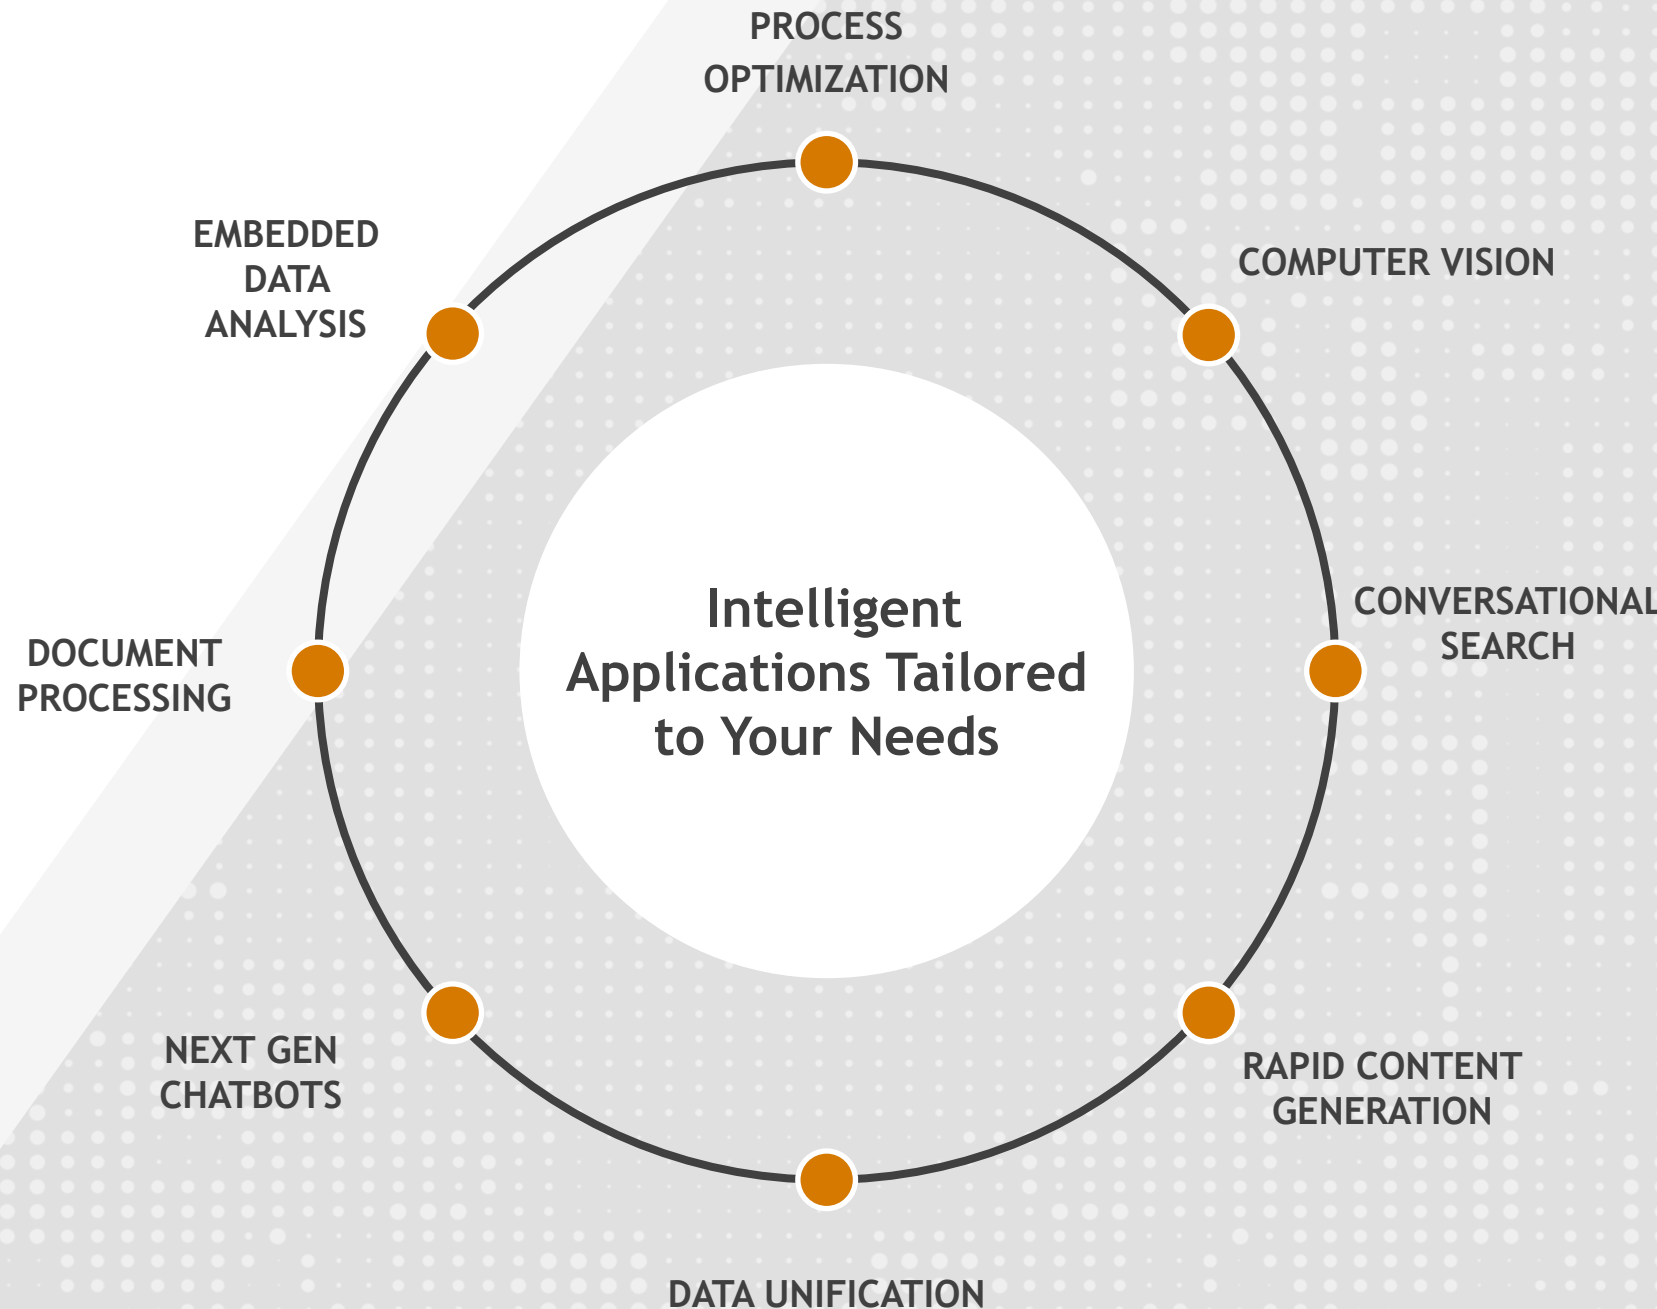 PROCESS
OPTIMIZATION
EMBEDDED
DATA
ANALYSIS
COMPUTER VISION
Intelligent
Applications Tailored
to Your Needs
CONVERSATIONAL
SEARCH
DOCUMENT
PROCESSING
NEXT GEN
CHATBOTS
RAPID CONTENT
GENERATION
DATA UNIFICATION